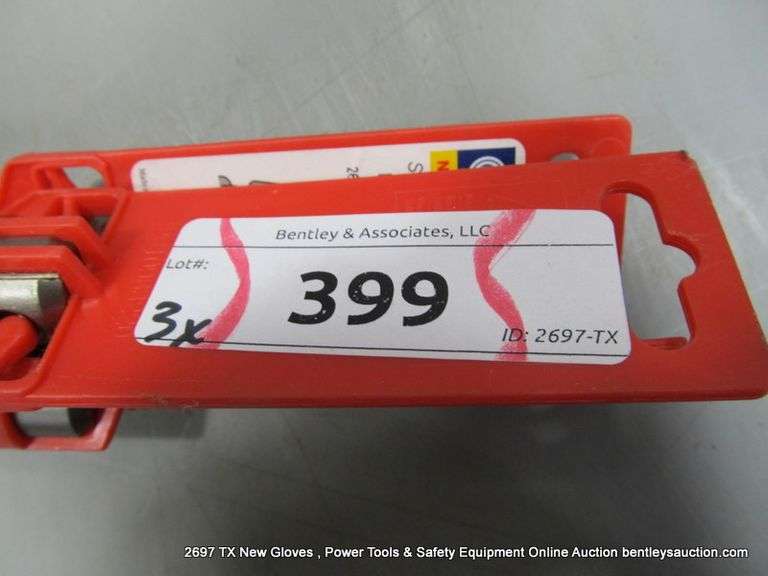 Bentley & Associates, LLC
Lot#:
399
3x
ID: 2697-TX
2697 TX New Gloves , Power Tools & Safety Equipment Online Auction bentleysauction.com